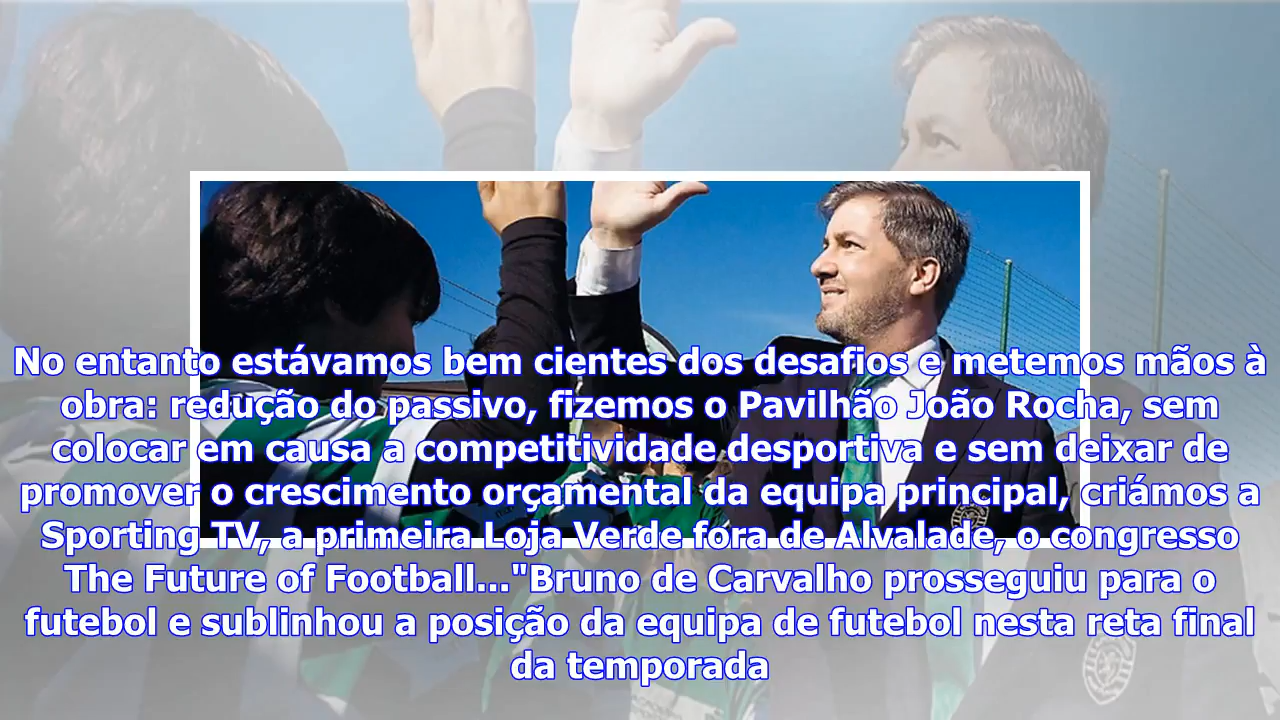 No entanto estávamos bem cientes dos desafios e metemos mãos à
obra: redução do passivo, fizemos o Pavilhão João Rocha, sem
colocar em causa a competitividade desportiva e sem deixar de
promover o crescimento orçamental da equipa principal, criámos a
Sporting TV, a primeira Loja Verde fora de Alvalade, o congresso
The Future of Football..."Bruno de Carvalho prosseguiu para o
futebol e sublinhou a posição da equipa de futebol nesta reta final
da temporada